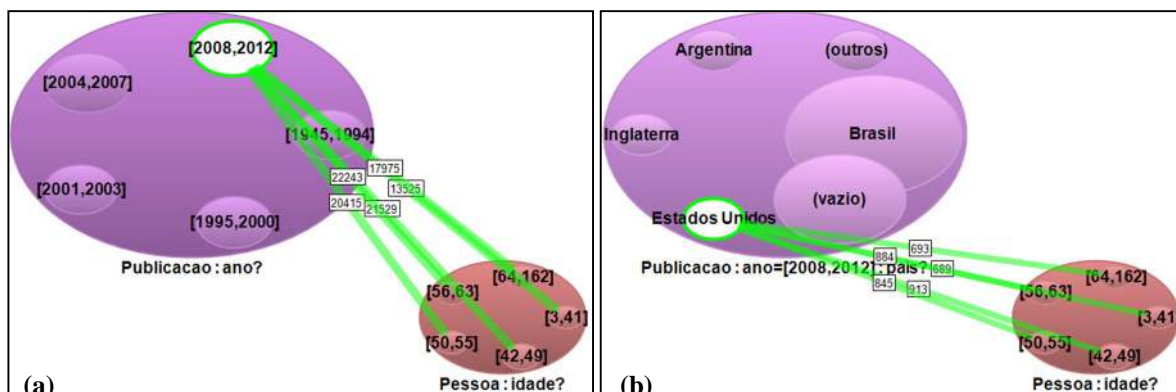 [2008,2012]
[2004,2007]
[1945,1994]
[2001,2003]
[1995,2000]
17975
22243
13525
20415
21529
Publicacao : ano?
[64,162]
[56,63]
[3,41]
[50,55]
[42,49]
(a)
Pessoa : idade?
Argentina
(outros)
Inglaterra
Brasil
(vazio)
Estados Unidos
693
884
689
845
913
Publicacao : ano=[2008,2012] : pais?
[64,162]
[56,63]
[3,41]
[50,55]
[42,49]
(b)
Pessoa : idade?